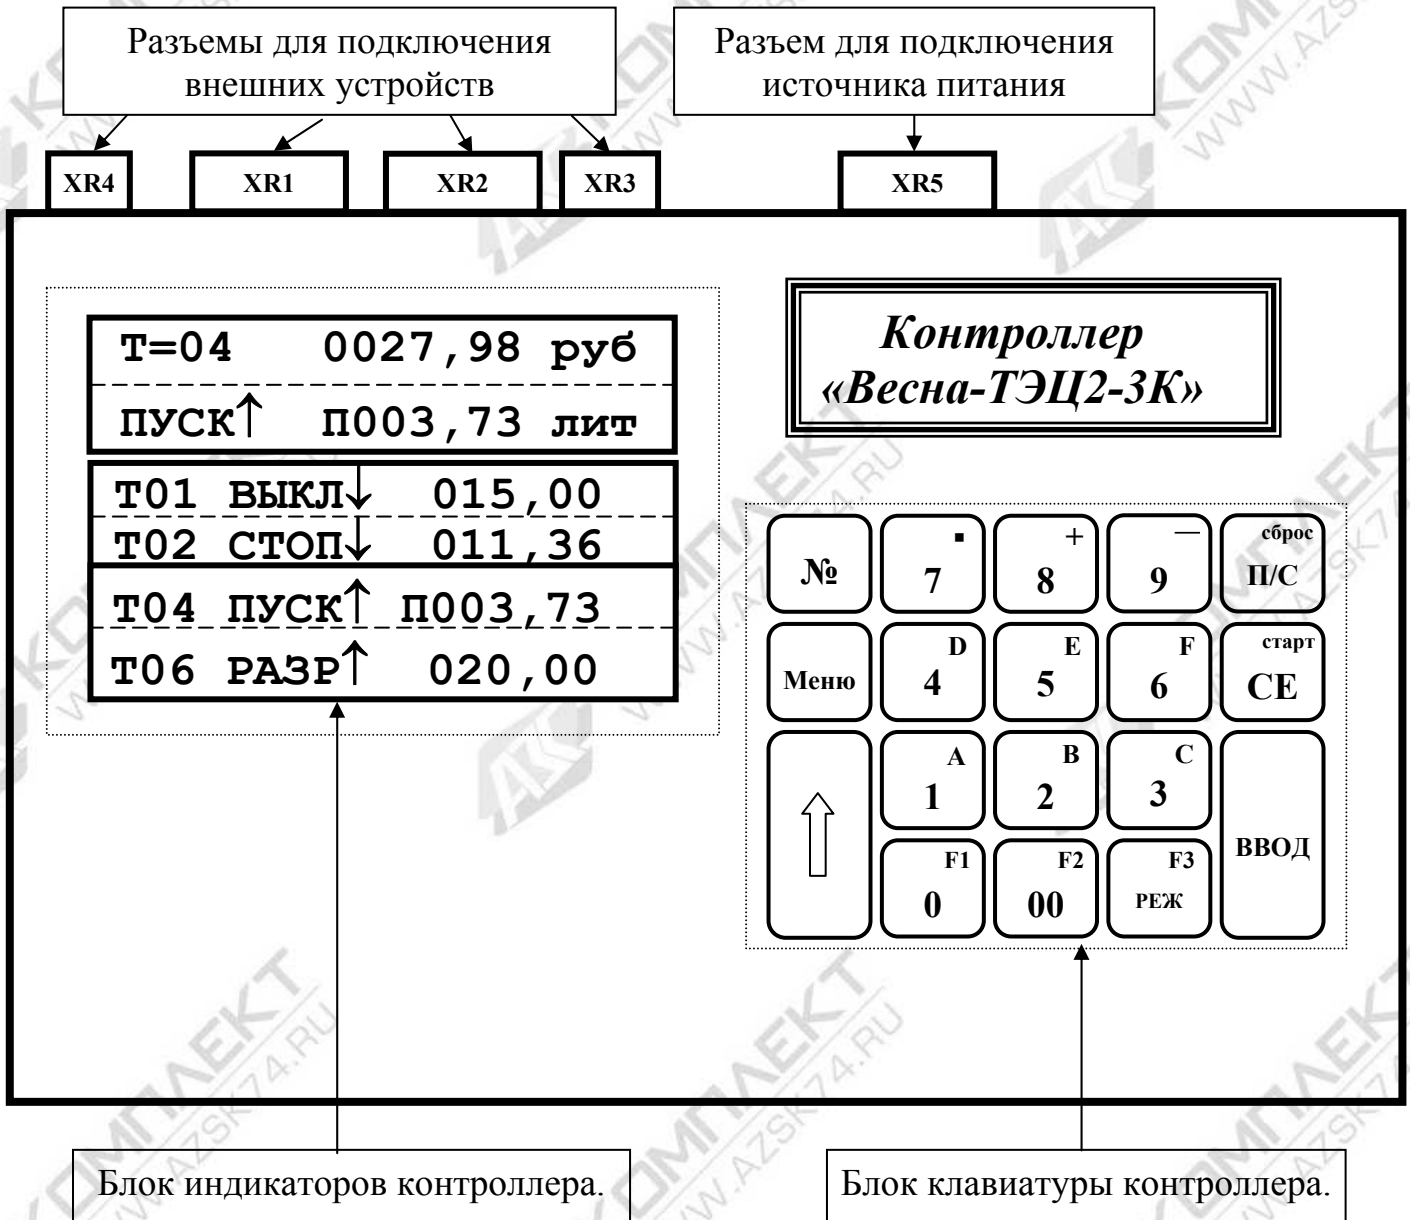 Разъемы для подключения
внешних устройств
Разъем для подключения
источника питания
XR4
XR1
XR2
XR3
XR5
Т=04 0027,98 руб
ПУСК↑ П003,73 лит
Т01 ВЫКЛ↓ 015,00
Т02 СТОП↓ 011,36
Т04 ПУСК↑ П003,73
Т06 РАЗР↑ 020,00
Контроллер
«Весна-ТЭЦ2-3К»
№
▪
7
+
8
—
9
сброс
П/С
Меню
D
4
E
5
F
6
старт
СЕ
A
1
B
2
C
3
ВВОД
F1
0
F2
00
F3
РЕЖ
Блок индикаторов контроллера.
Блок клавиатуры контроллера.